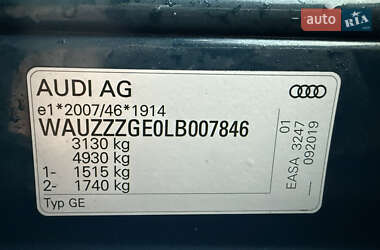 auto RIA
.com
AUDI AG
e1*2007/46*1914
WAUZZZGE0LB007846
3130 kg
4930 kg
1- 1515 kg
2- 1740 kg
Typ GE
EASA 3247 01
— 092019